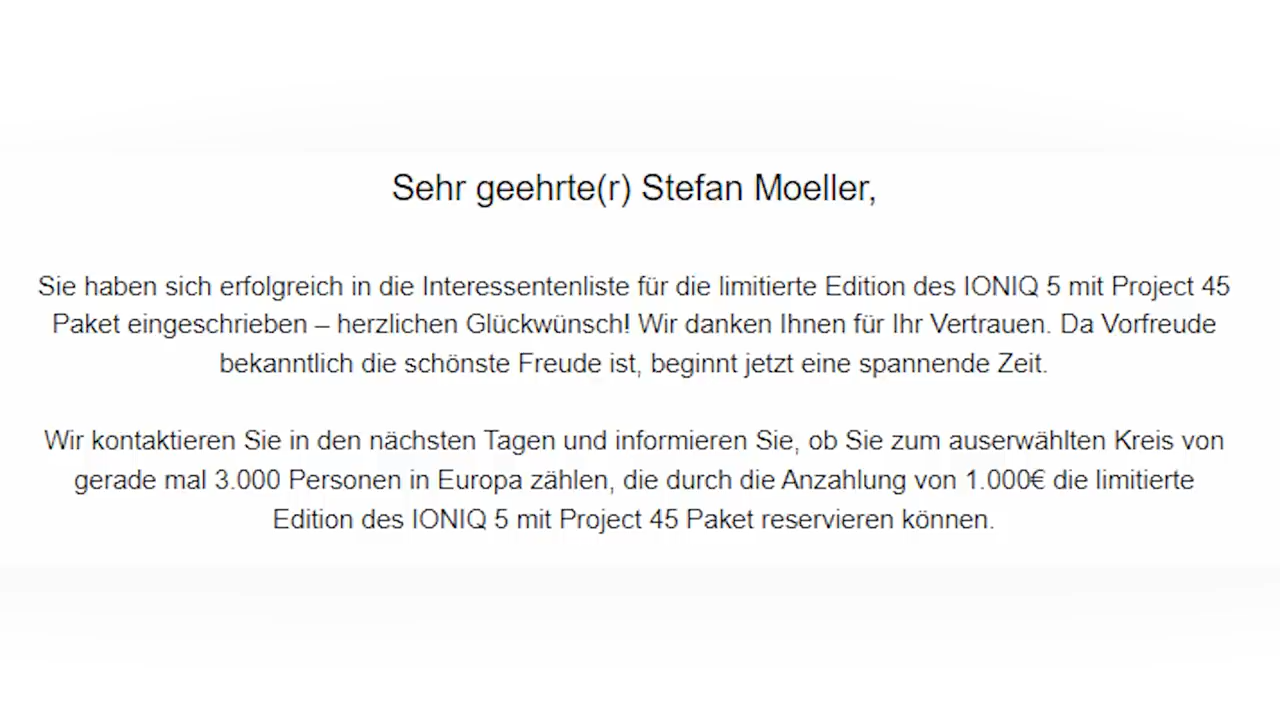 Sehr geehrte(r) Stefan Moeller,
Sie haben sich erfolgreich in die Interessentenliste für die limitierte Edition des IONIQ 5 mit Project 45
Paket eingeschrieben – herzlichen Glückwünsch! Wir danken Ihnen für Ihr Vertrauen. Da Vorfreude
bekanntlich die schönste Freude ist, beginnt jetzt eine spannende Zeit.
Wir kontaktieren Sie in den nächsten Tagen und informieren Sie, ob Sie zum auserwählten Kreis von
gerade mal 3.000 Personen in Europa zählen, die durch die Anzahlung von 1.000€ die limitierte
Edition des IONIQ 5 mit Project 45 Paket reservieren können.